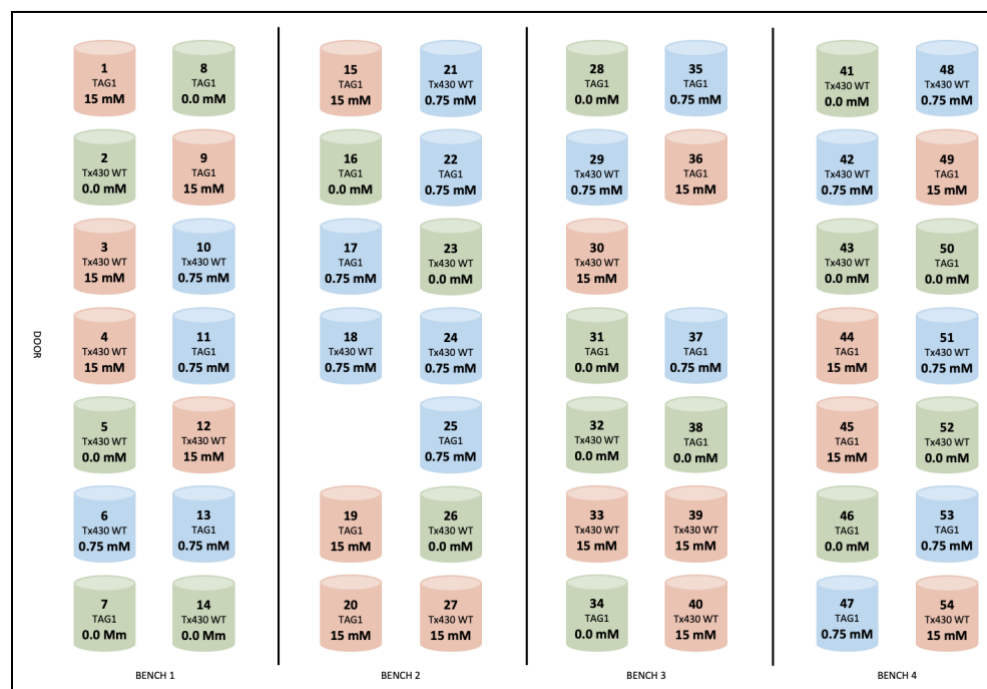 1
TAG1
15 mM
2
Tx430 WT
0.0 mM
3
Tx430 WT
15 mM
4
Tx430 WT
15 mM
5
Tx430 WT
0.0 mM
6
Tx430 WT
0.75 mM
7
TAG1
0.0 Mm
8
TAG1
0.0 mM
9
TAG1
15 mM
10
Tx430 WT
0.75 mM
11
TAG1
0.75 mM
12
Tx430 WT
15 mM
13
TAG1
0.75 mM
14
Tx430 WT
0.0 Mm
15
TAG1
15 mM
16
TAG1
0.0 mM
17
TAG1
0.75 mM
18
Tx430 WT
0.75 mM
19
TAG1
15 mM
20
TAG1
15 mM
21
Tx430 WT
0.75 mM
22
TAG1
0.75 mM
23
Tx430 WT
0.0 mM
24
Tx430 WT
0.75 mM
25
TAG1
0.75 mM
26
Tx430 WT
0.0 mM
27
Tx430 WT
15 mM
28
TAG1
0.0 mM
29
Tx430 WT
0.75 mM
30
Tx430 WT
15 mM
31
TAG1
0.0 mM
32
Tx430 WT
0.0 mM
33
Tx430 WT
15 mM
34
TAG1
0.0 mM
35
TAG1
0.75 mM
36
TAG1
15 mM
37
TAG1
0.75 mM
38
TAG1
0.0 mM
39
Tx430 WT
15 mM
40
Tx430 WT
15 mM
41
Tx430 WT
0.0 mM
42
Tx430 WT
0.75 mM
43
Tx430 WT
0.0 mM
44
TAG1
15 mM
45
TAG1
15 mM
46
TAG1
0.0 mM
47
TAG1
0.75 mM
48
Tx430 WT
0.75 mM
49
TAG1
15 mM
50
TAG1
0.0 mM
51
Tx430 WT
0.75 mM
52
Tx430 WT
0.0 mM
53
TAG1
0.75 mM
54
Tx430 WT
15 mM
DOOR
BENCH 1
BENCH 2
BENCH 3
BENCH 4